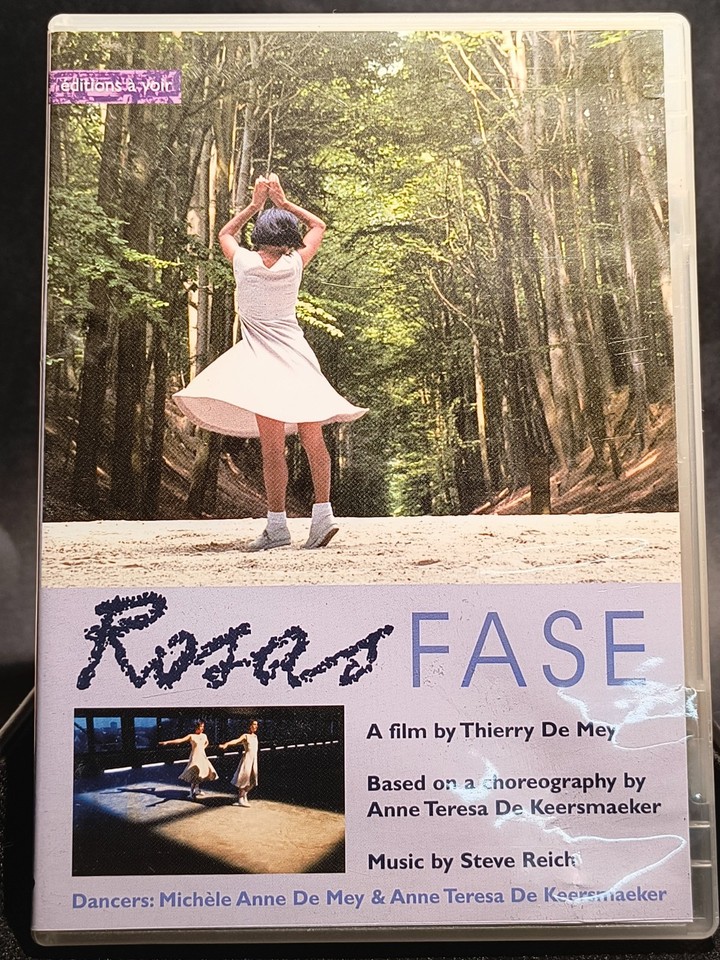 éditions à voir
Rosas FASE
A film by Thierry De Mey
Based on a choreography by
Anne Teresa De Keersmaeker
Music by Steve Reich
Dancers: Michèle Anne De Mey & Anne Teresa De Keersmaeker